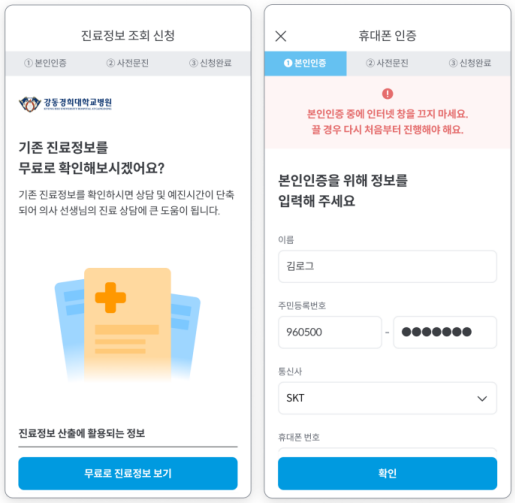 진료정보 조회 신청
① 본인인증 ② 사전문진 ③ 신청완료
강동경희대학교병원
기존 진료정보를
무료로 확인해보시겠어요?
기존 진료정보를 확인하시면 상담 및 예진시간이 단축
되어 의사 선생님의 진료 상담에 큰 도움이 됩니다.
진료정보 산출에 활용되는 정보
무료로 진료정보 보기
휴대폰 인증
❶ 본인인증 ② 사전문진 ③ 신청완료
본인인증 중에 인터넷 창을 끄지 마세요.
끌 경우 다시 처음부터 진행해야 해요.
본인인증을 위해 정보를
입력해 주세요
이름
김로그
주민등록번호
960500 - ●●●●●●●
통신사
SKT
휴대폰 번호
확인